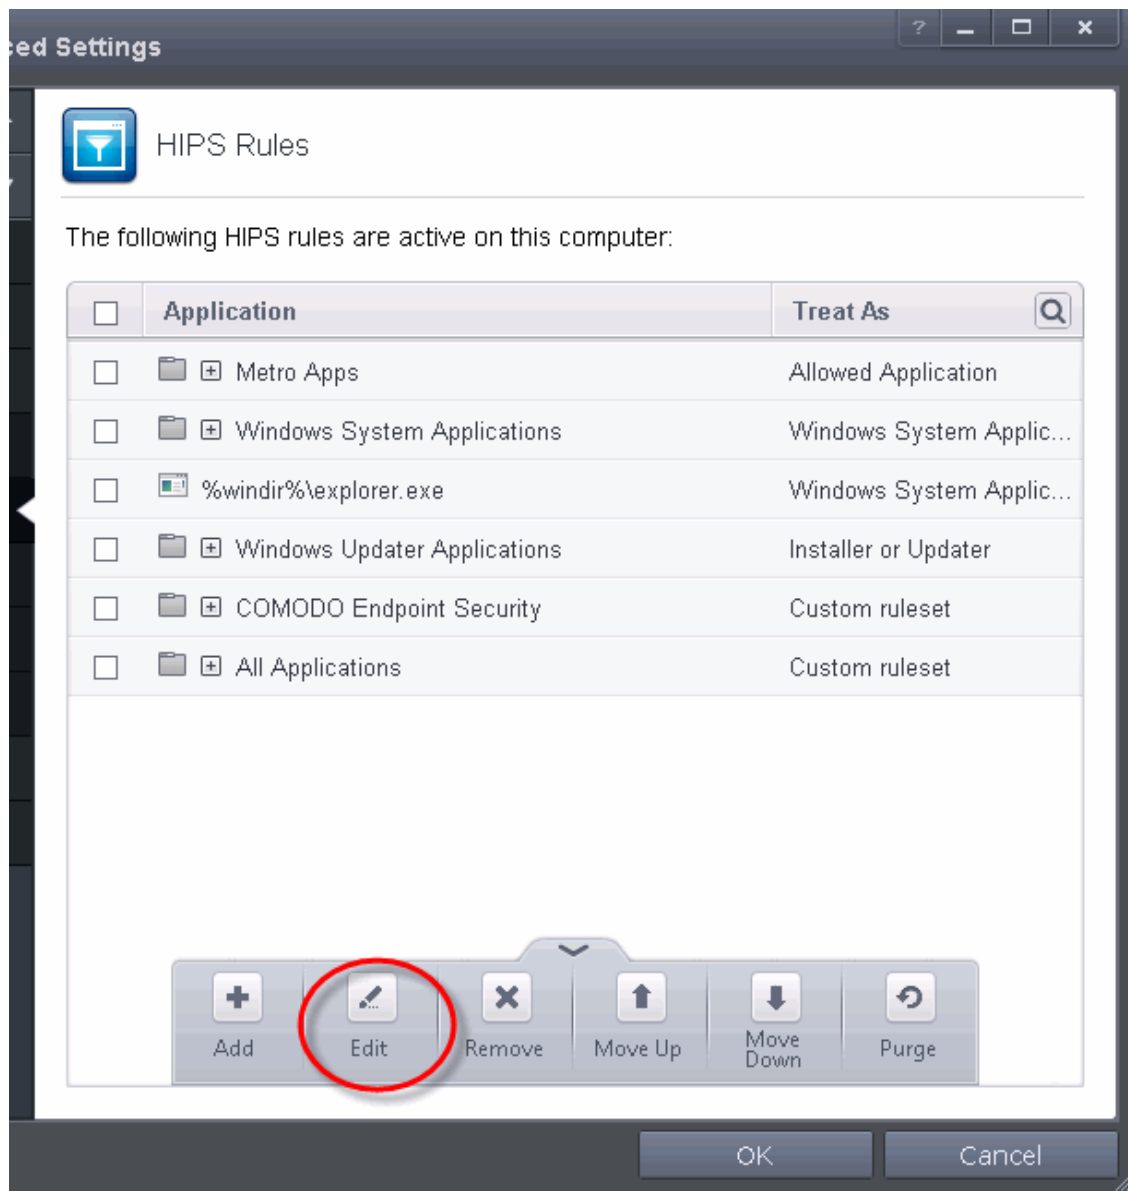 ced Settings
?
HIPS Rules
The following HIPS rules are active on this computer:
Application Treat As
Metro Apps Allowed Application
Windows System Applications Windows System Applic...
%windir%\explorer.exe Windows System Applic...
Windows Updater Applications Installer or Updater
COMODO Endpoint Security Custom ruleset
All Applications Custom ruleset
Add Edit Remove Move Up Move Down Purge
OK Cancel